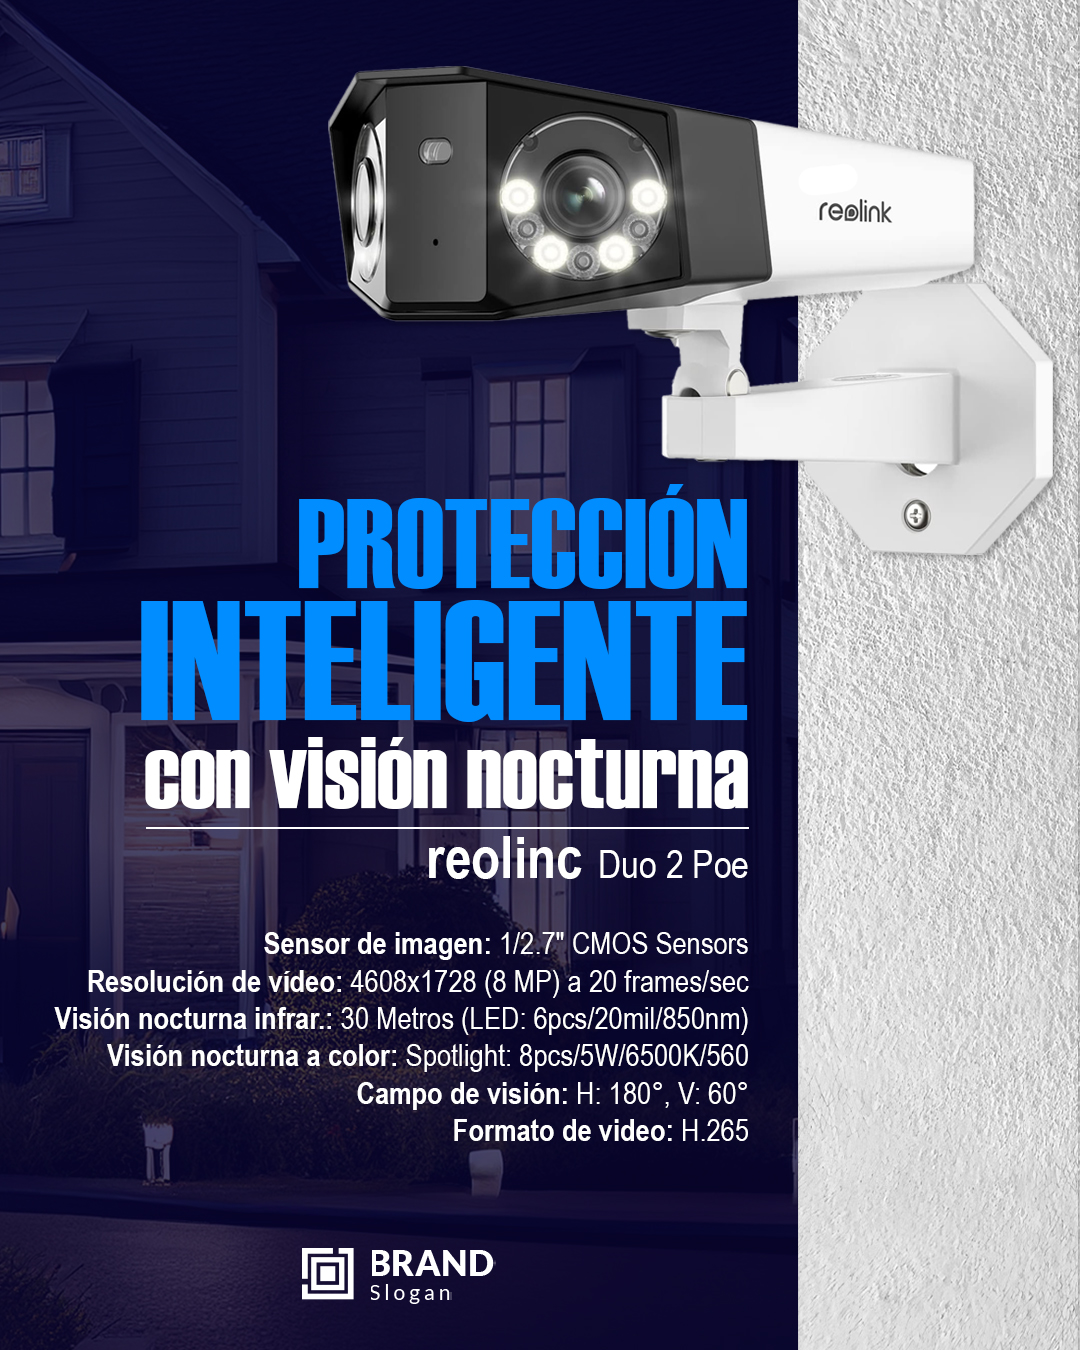 reolink
PROTECCIÓN
INTELIGENTE
con visión nocturna
reolinc Duo 2 Poe
Sensor de imagen: 1/2.7" CMOS Sensors
Resolución de vídeo: 4608x1728 (8 MP) a 20 frames/sec
Visión nocturna infrar.: 30 Metros (LED: 6pcs/20mil/850nm)
Visión nocturna a color: Spotlight: 8pcs/5W/6500K/560
Campo de visión: H: 180°, V: 60°
Formato de video: H.265
BRAND
Slogan